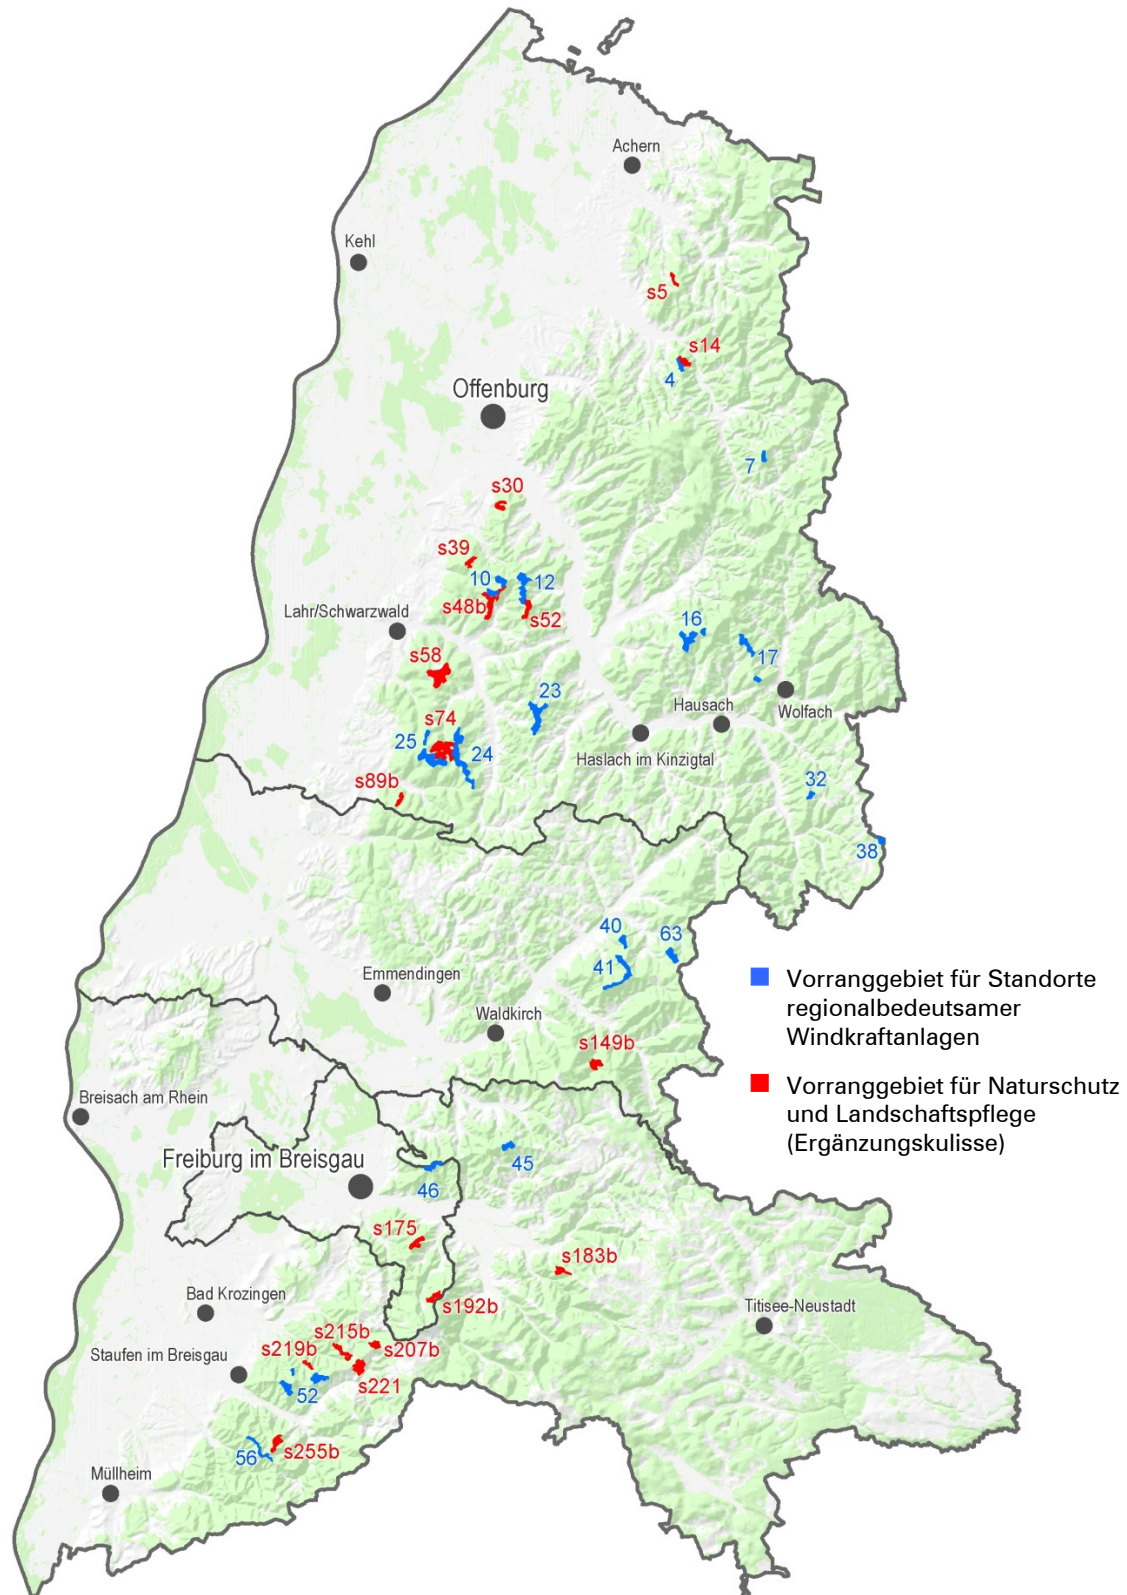 Achern
Kehl
s5
s14
4
Offenburg
7
s30
s39
10
12
s48b
s52
Lahr/Schwarzwald
16
17
s58
23
Hausach
Wolfach
s74
25
24
Haslach im Kinzigtal
s89b
32
38
40
63
41
Emmendingen
Waldkirch
s149b
Vorranggebiet für Standorte
regionalbedeutsamer
Windkraftanlagen
Vorranggebiet für Naturschutz
und Landschaftspflege
(Ergänzungskulisse)
Breisach am Rhein
Freiburg im Breisgau
45
46
s175
s183b
s192b
Bad Krozingen
Titisee-Neustadt
s215b
s219b
s207b
Staufen im Breisgau
s221
52
56
s255b
Müllheim